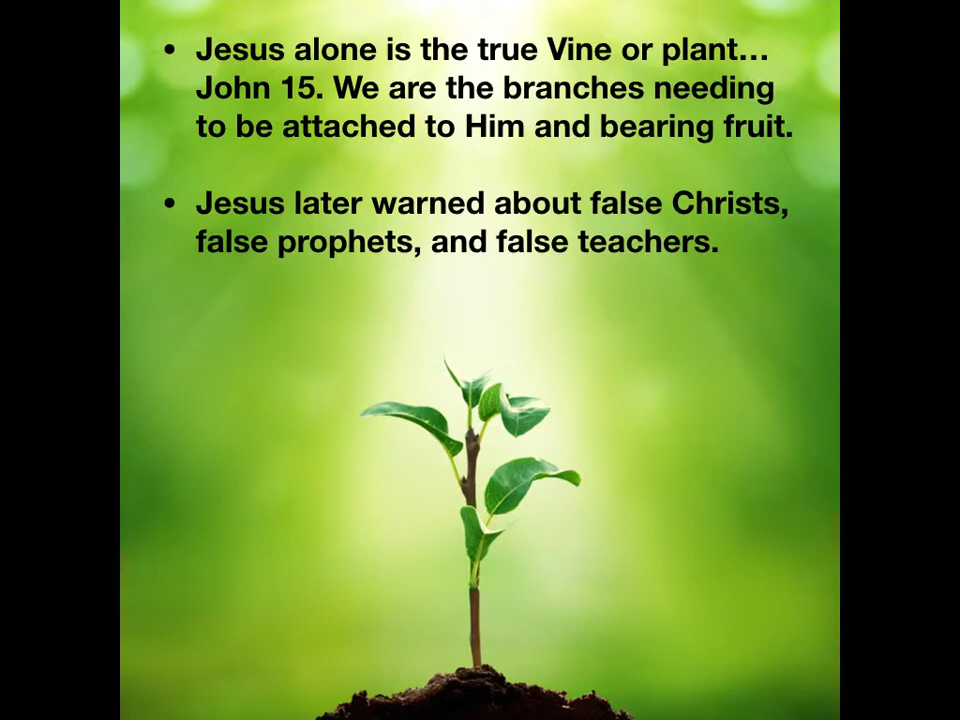 • Jesus alone is the true Vine or plant…
John 15. We are the branches needing
to be attached to Him and bearing fruit.
• Jesus later warned about false Christs,
false prophets, and false teachers.